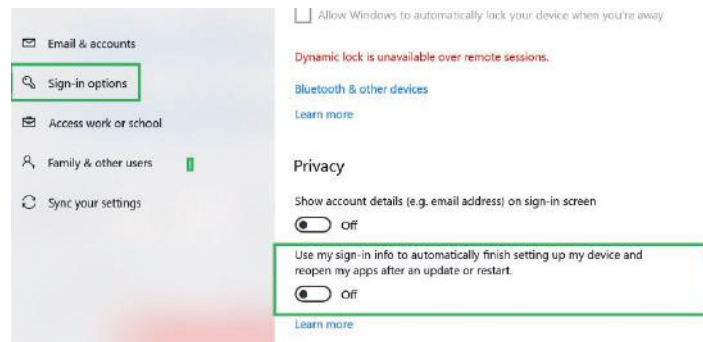 Email & accounts
Sign-in options
Access work or school
Family & other users
Sync your settings
Allow Windows to automatically lock your device when you're away
Dynamic lock is unavailable over remote sessions.
Bluetooth & other devices
Learn more
Privacy
Show account details (e.g. email address) on sign-in screen
Off
Use my sign-in info to automatically finish setting up my device and
reopen my apps after an update or restart.
Off
Learn more